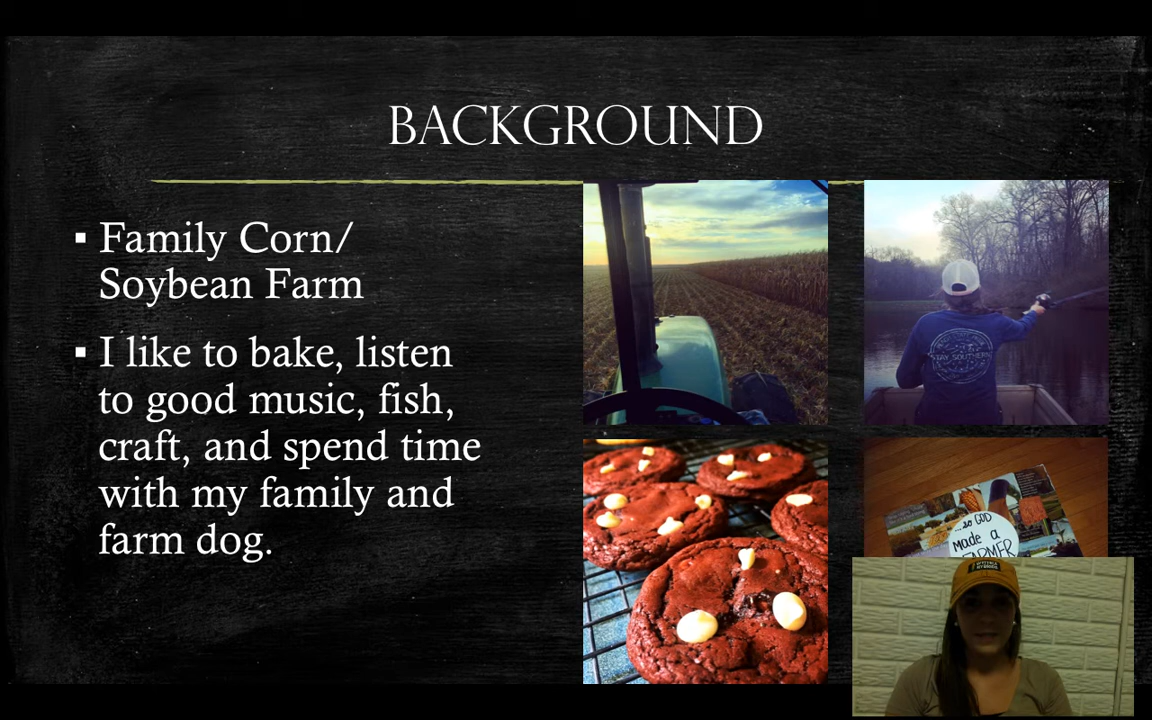 BACKGROUND
▪ Family Corn/
Soybean Farm
▪ I like to bake, listen
to good music, fish,
craft, and spend time
with my family and
farm dog.
STAY SOUTHERN
...so GOD
made a
FARMER